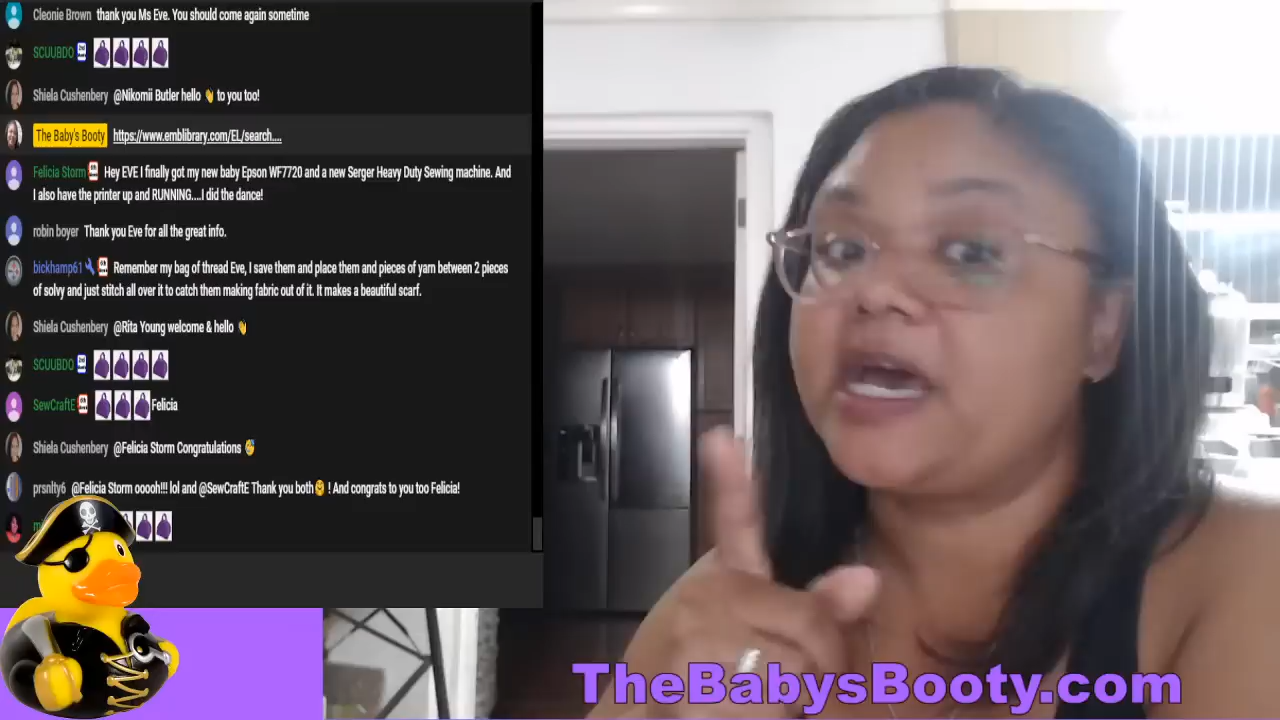 Cleonie Brown thank you Ms Eve. You should come again sometime
SCUUBDO
Shiela Cushenbery @Nikomii Butler hello 👋 to you too!
The Baby's Booty https://www.emblibrary.com/EL/search....
Felicia Storm Hey EVE I finally got my new baby Epson WF7720 and a new Serger Heavy Duty Sewing machine. And
I also have the printer up and RUNNING....I did the dance!
robin boyer Thank you Eve for all the great info.
bickhamp61 Remember my bag of thread Eve, I save them and place them and pieces of yarn between 2 pieces
of solvy and just stitch all over it to catch them making fabric out of it. It makes a beautiful scarf.
Shiela Cushenbery @Rita Young welcome & hello 👋
SCUUBDO
SewCraftE Felicia
Shiela Cushenbery @Felicia Storm Congratulations 🥳
prsnlty6 @Felicia Storm ooooh!!! lol and @SewCraftE Thank you both🤗 ! And congrats to you too Felicia!
TheBabysBooty.com